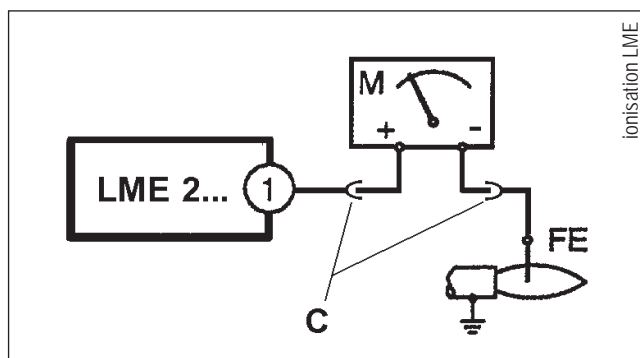 ionisation LME
M
+ -
LME 2... 1
FE
C